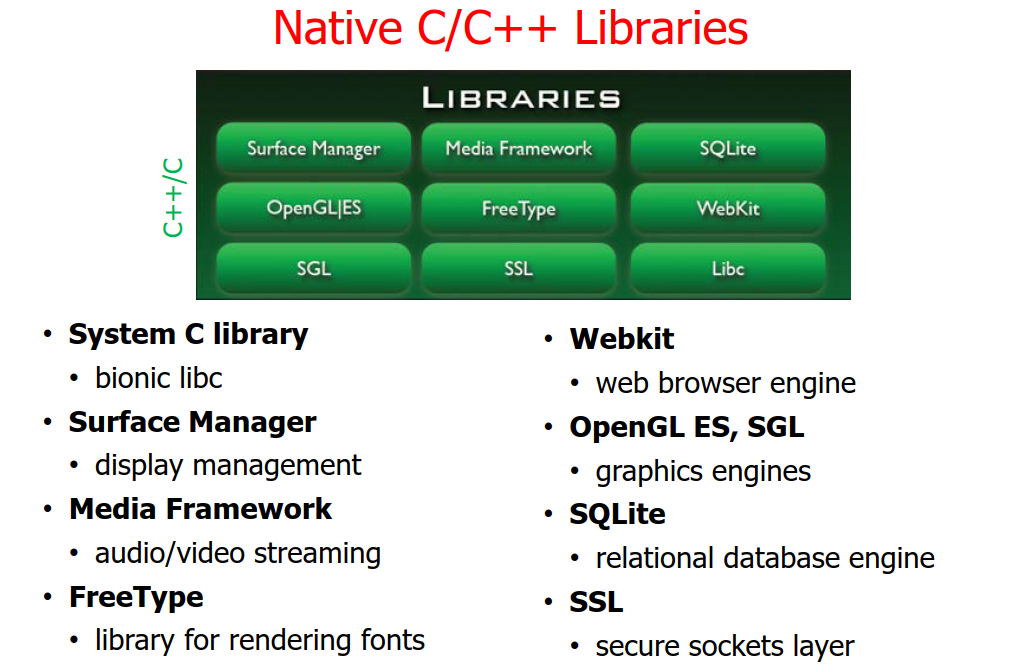 Native C/C++ Libraries
LIBRARIES
C++/C
Surface Manager
Media Framework
SQLite
OpenGL|ES
FreeType
WebKit
SGL
SSL
Libc
• System C library
• bionic libc
• Surface Manager
• display management
• Media Framework
• audio/video streaming
• FreeType
• library for rendering fonts
• Webkit
• web browser engine
• OpenGL ES, SGL
• graphics engines
• SQLite
• relational database engine
• SSL
• secure sockets layer